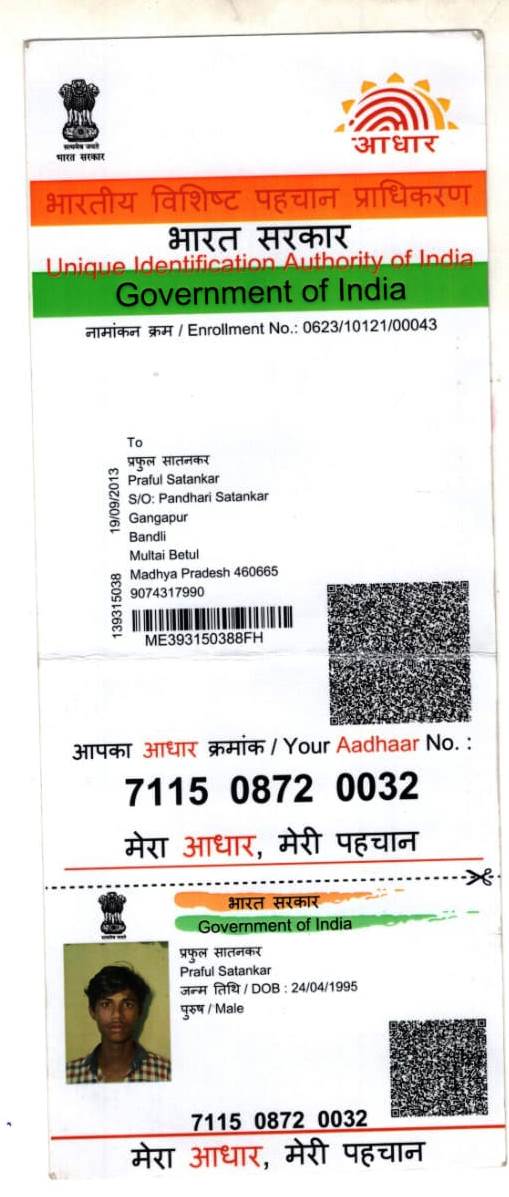 सत्यमेव जयते
भारत सरकार
आधार
भारतीय विशिष्ट पहचान प्राधिकरण
भारत सरकार
Unique Identification Authority of India
Government of India
नामांकन क्रम / Enrollment No.: 0623/10121/00043
To
प्रफुल सातनकर
Praful Satankar
S/O: Pandhari Satankar
Gangapur
Bandli
Multai Betul
Madhya Pradesh 460665
9074317990
139315038 19/09/2013
ME393150388FH
आपका आधार क्रमांक / Your Aadhaar No. :
7115 0872 0032
मेरा आधार, मेरी पहचान
भारत सरकार
Government of India
प्रफुल सातनकर
Praful Satankar
जन्म तिथि / DOB : 24/04/1995
पुरुष / Male
7115 0872 0032
मेरा आधार, मेरी पहचान